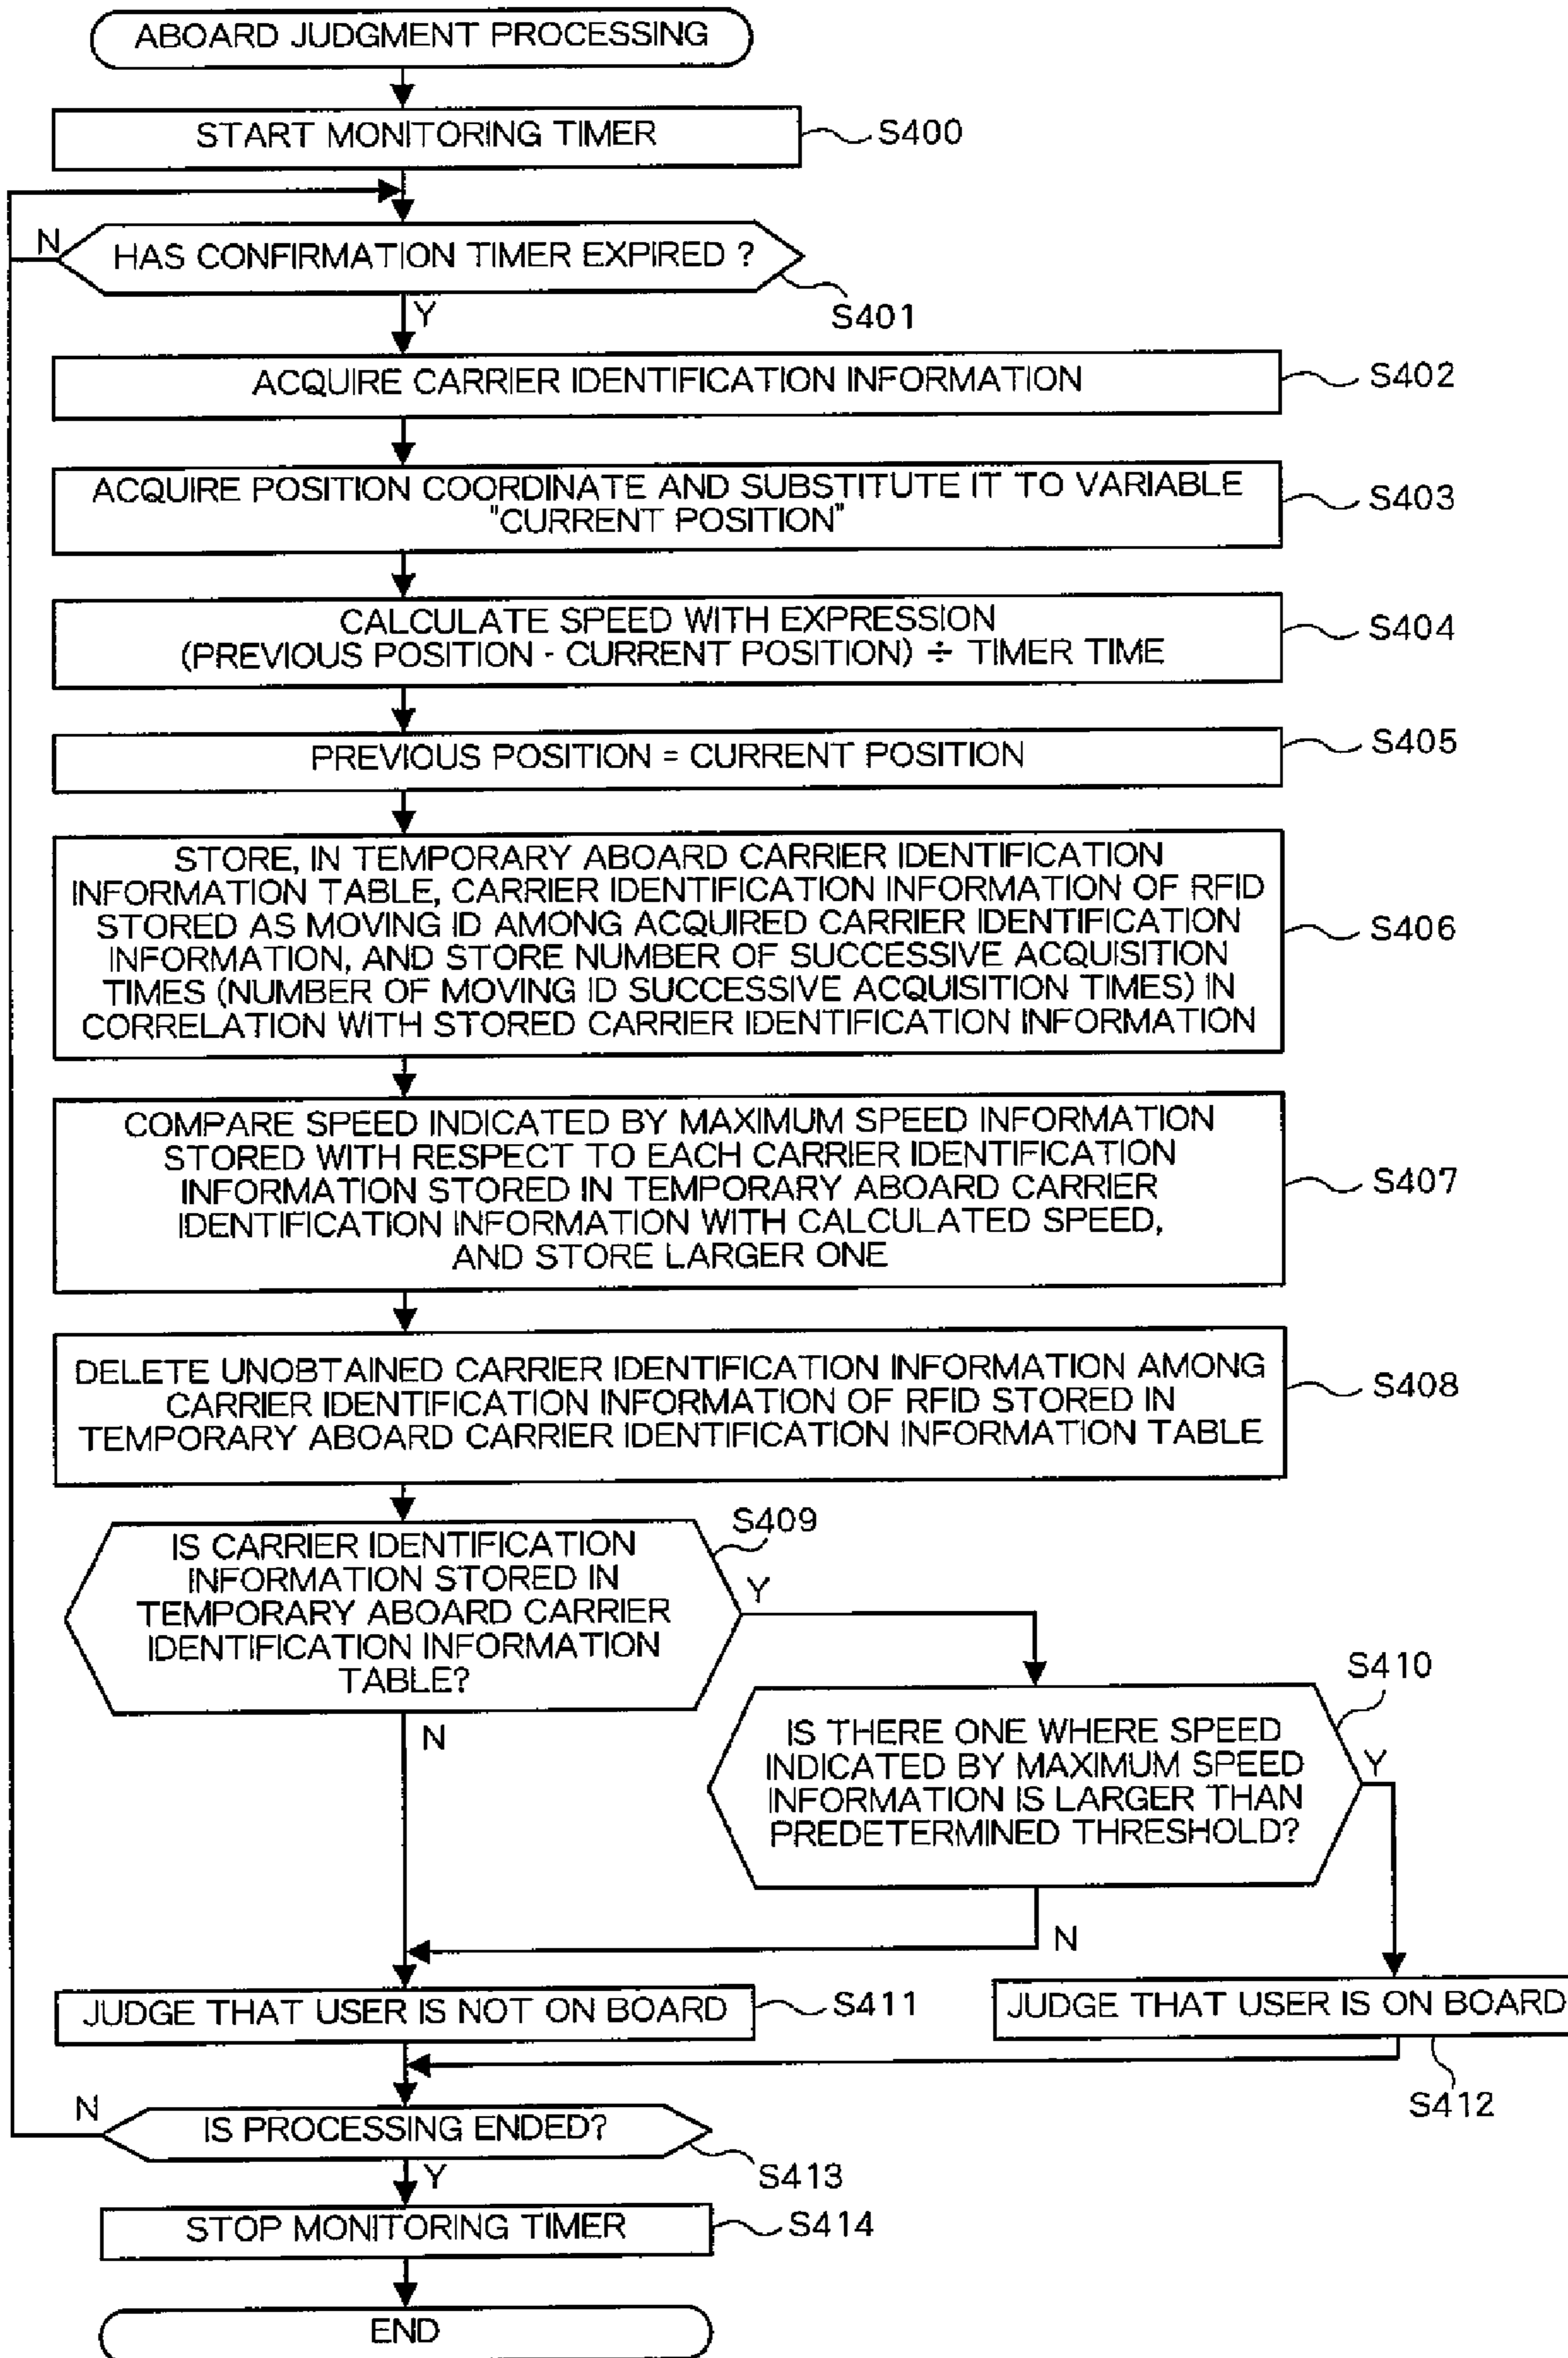 ABOARD JUDGMENT PROCESSING
START MONITORING TIMER
S400
N
HAS CONFIRMATION TIMER EXPIRED ?
S401
Y
ACQUIRE CARRIER IDENTIFICATION INFORMATION
S402
ACQUIRE POSITION COORDINATE AND SUBSTITUTE IT TO VARIABLE
"CURRENT POSITION"
S403
CALCULATE SPEED WITH EXPRESSION
(PREVIOUS POSITION - CURRENT POSITION) ÷ TIMER TIME
S404
PREVIOUS POSITION = CURRENT POSITION
S405
STORE, IN TEMPORARY ABOARD CARRIER IDENTIFICATION
INFORMATION TABLE, CARRIER IDENTIFICATION INFORMATION OF RFID
STORED AS MOVING ID AMONG ACQUIRED CARRIER IDENTIFICATION
INFORMATION, AND STORE NUMBER OF SUCCESSIVE ACQUISITION
TIMES (NUMBER OF MOVING ID SUCCESSIVE ACQUISITION TIMES) IN
CORRELATION WITH STORED CARRIER IDENTIFICATION INFORMATION
S406
COMPARE SPEED INDICATED BY MAXIMUM SPEED INFORMATION
STORED WITH RESPECT TO EACH CARRIER IDENTIFICATION
INFORMATION STORED IN TEMPORARY ABOARD CARRIER
IDENTIFICATION INFORMATION WITH CALCULATED SPEED,
AND STORE LARGER ONE
S407
DELETE UNOBTAINED CARRIER IDENTIFICATION INFORMATION AMONG
CARRIER IDENTIFICATION INFORMATION OF RFID STORED IN
TEMPORARY ABOARD CARRIER IDENTIFICATION INFORMATION TABLE
S408
IS CARRIER IDENTIFICATION
INFORMATION STORED IN
TEMPORARY ABOARD CARRIER
IDENTIFICATION INFORMATION
TABLE?
S409
Y
N
IS THERE ONE WHERE SPEED
INDICATED BY MAXIMUM SPEED
INFORMATION IS LARGER THAN
PREDETERMINED THRESHOLD?
S410
Y
N
JUDGE THAT USER IS NOT ON BOARD
S411
JUDGE THAT USER IS ON BOARD
S412
N
IS PROCESSING ENDED?
S413
Y
STOP MONITORING TIMER
S414
END